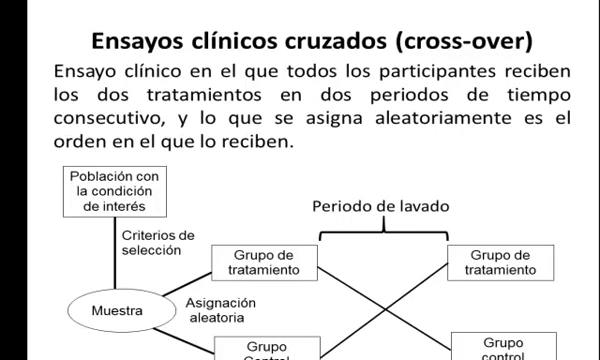 Ensayos clínicos cruzados (cross-over)
Ensayo clínico en el que todos los participantes reciben
los dos tratamientos en dos periodos de tiempo
consecutivo, y lo que se asigna aleatoriamente es el
orden en el que lo reciben.
Población con
la condición
de interés
Periodo de lavado
Criterios de
selección
Grupo de
tratamiento
Grupo de
tratamiento
Muestra
Asignación
aleatoria
Grupo
Control
Grupo
control